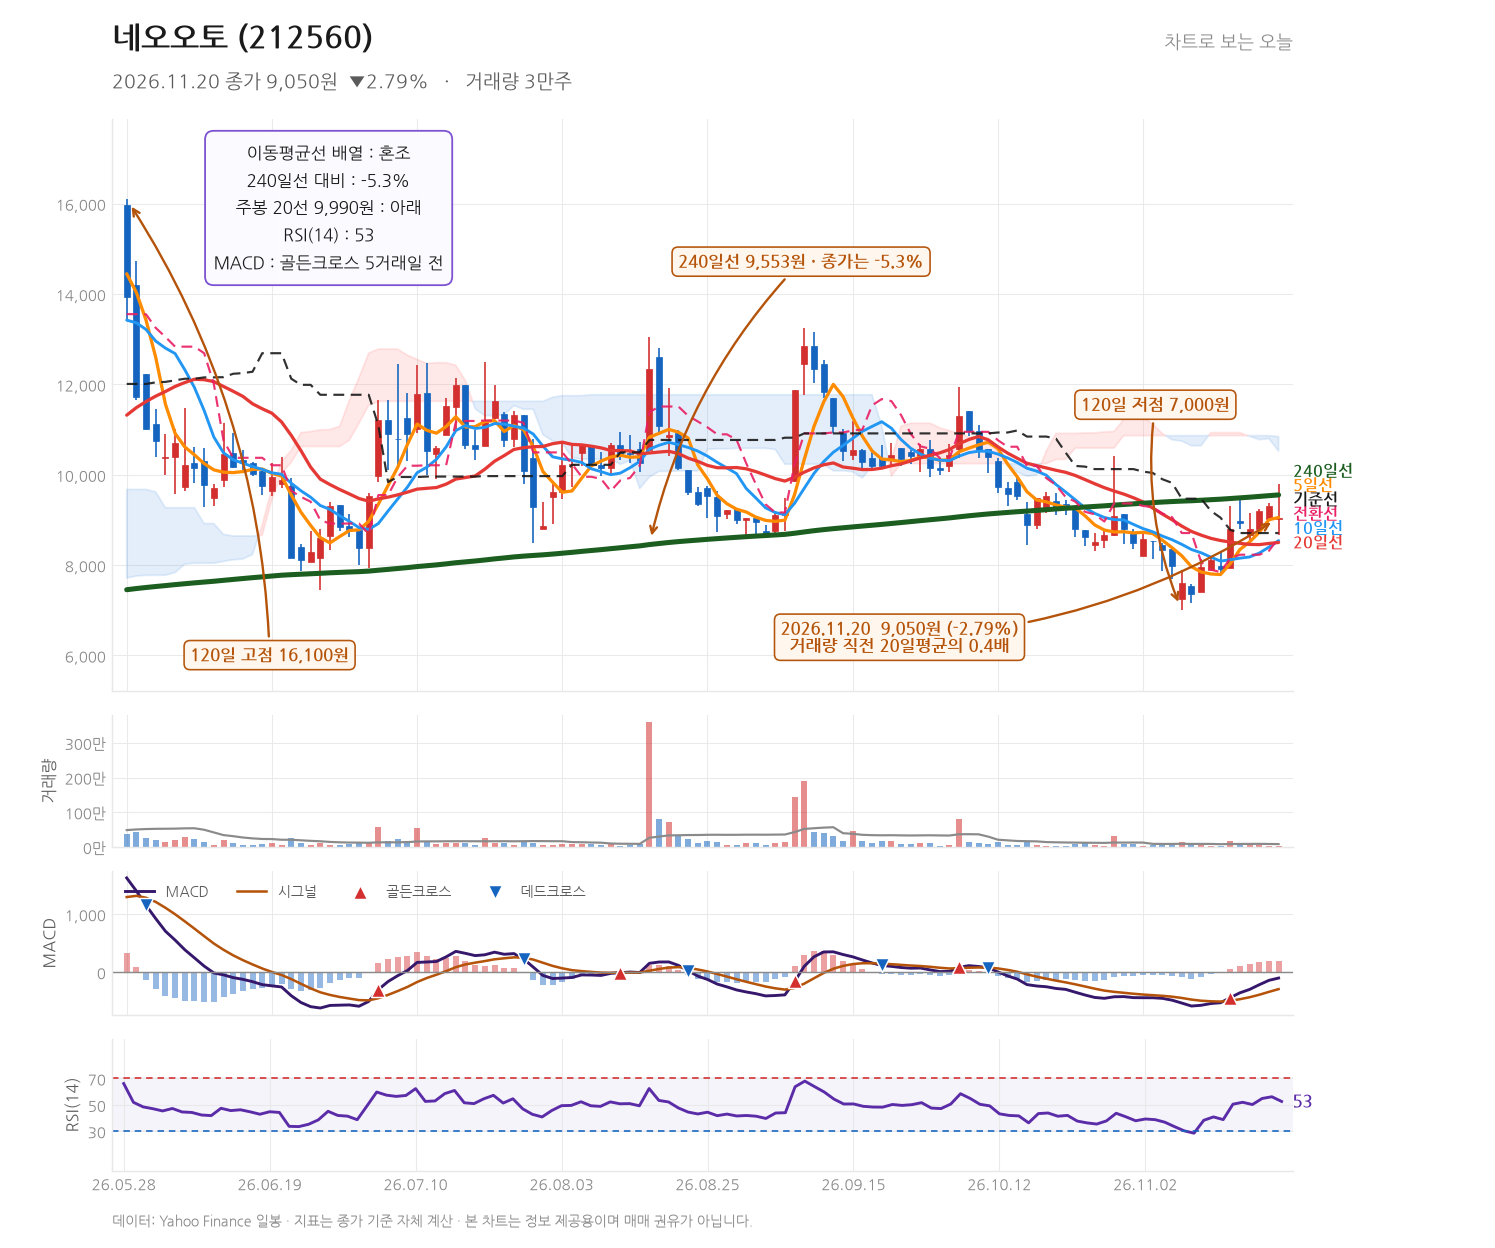 네오오토 (212560)
차트로 보는 오늘
2026.11.20 종가 9,050원 ▼2.79% · 거래량 3만주
이동평균선 배열 : 혼조
240일선 대비 : -5.3%
주봉 20선 9,990원 : 아래
RSI(14) : 53
MACD : 골든크로스 5거래일 전
16,000
14,000
12,000
10,000
8,000
6,000
240일선 9,553원 · 종가는 -5.3%
120일 저점 7,000원
120일 고점 16,100원
2026.11.20 9,050원 (-2.79%)
거래량 직전 20일평균의 0.4배
240일선
5일선
기준선
전환선
10일선
20일선
거래량
300만
200만
100만
0만
MACD
MACD
시그널
골든크로스
데드크로스
1,000
0
RSI(14)
70
50
30
53
26.05.28
26.06.19
26.07.10
26.08.03
26.08.25
26.09.15
26.10.12
26.11.02
데이터: Yahoo Finance 일봉 · 지표는 종가 기준 자체 계산 · 본 차트는 정보 제공용이며 매매 권유가 아닙니다.